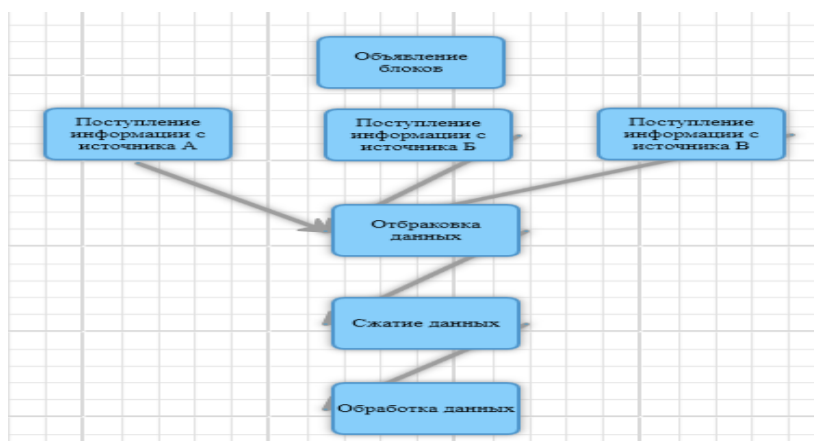 Объявление
блоков
Поступление
информации с
источника А
Поступление
информации с
источника Б
Поступление
информации с
источника В
Отбраковка
данных
Сжатие данных
Обработка данных